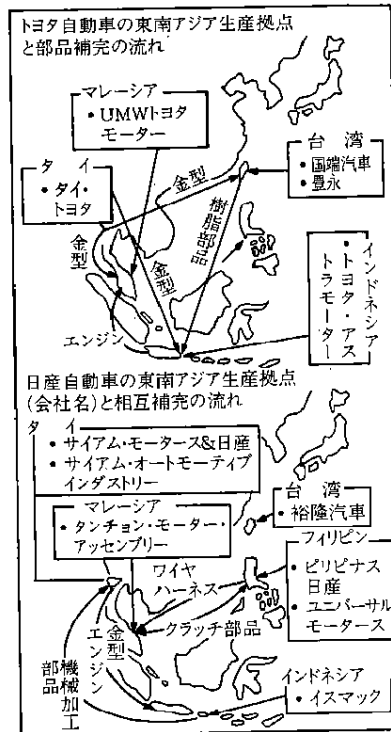 トヨタ自動車の東南アジア生産拠点
と部品補完の流れ
マレーシア
• UMWトヨタ
モーター
タイ
• タイ・
トヨタ
台湾
• 国瑞汽車
• 豊永
金型
樹脂部品
金型
金型
エンジン
インドネシア
• トヨタ・アス
トラモーター
日産自動車の東南アジア生産拠点
(会社名)と相互補完の流れ
タイ
• サイアム・モータース&日産
• サイアム・オートモーティブ
インダストリー
マレーシア
• タンチョン・モーター・
アッセンブリー
台湾
• 裕隆汽車
フィリピン
• ピリピナス
日産
• ユニバーサル
モータース
ワイヤ
ハーネス
クラッチ部品
金型
エンジン
機械加工
部品
インドネシア
• イスマック